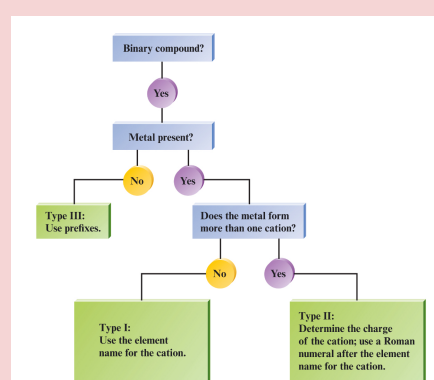 Binary compound?
Yes
Metal present?
No
Yes
Type III:
Use prefixes.
Does the metal form
more than one cation?
No
Yes
Type I:
Use the element
name for the cation.
Type II:
Determine the charge
of the cation; use a Roman
numeral after the element
name for the cation.